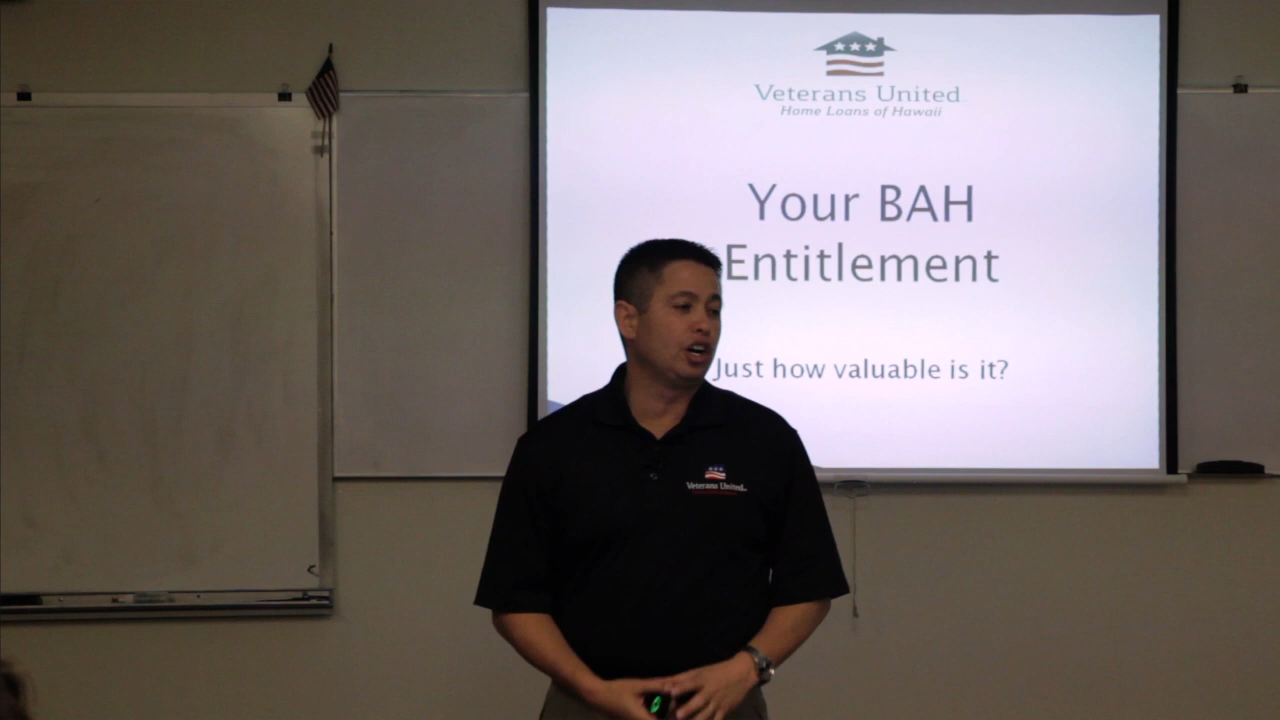 Veterans United
Home Loans of Hawaii
Your BAH
Entitlement
Just how valuable is it?
Veterans United